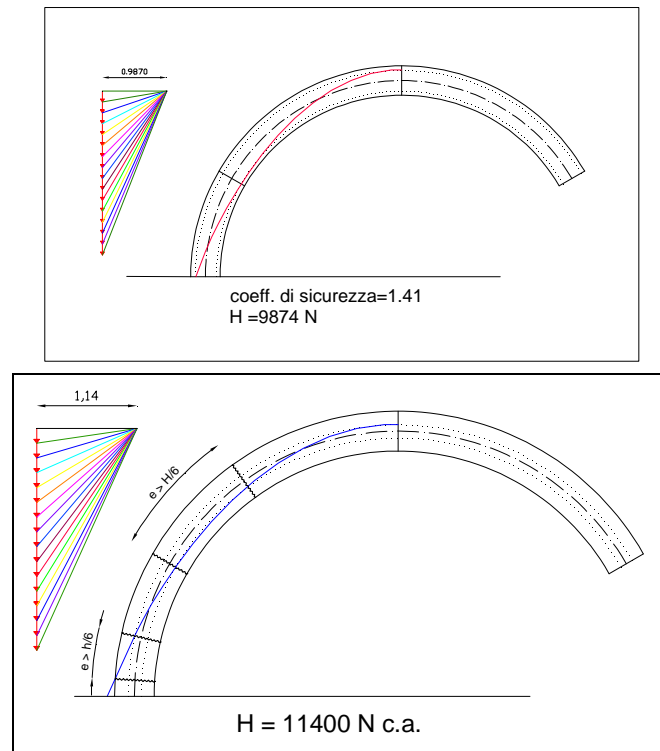 0.9870
coeff. di sicurezza=1.41
H =9874 N
1,14
e > H/6
e > h/6
H = 11400 N c.a.